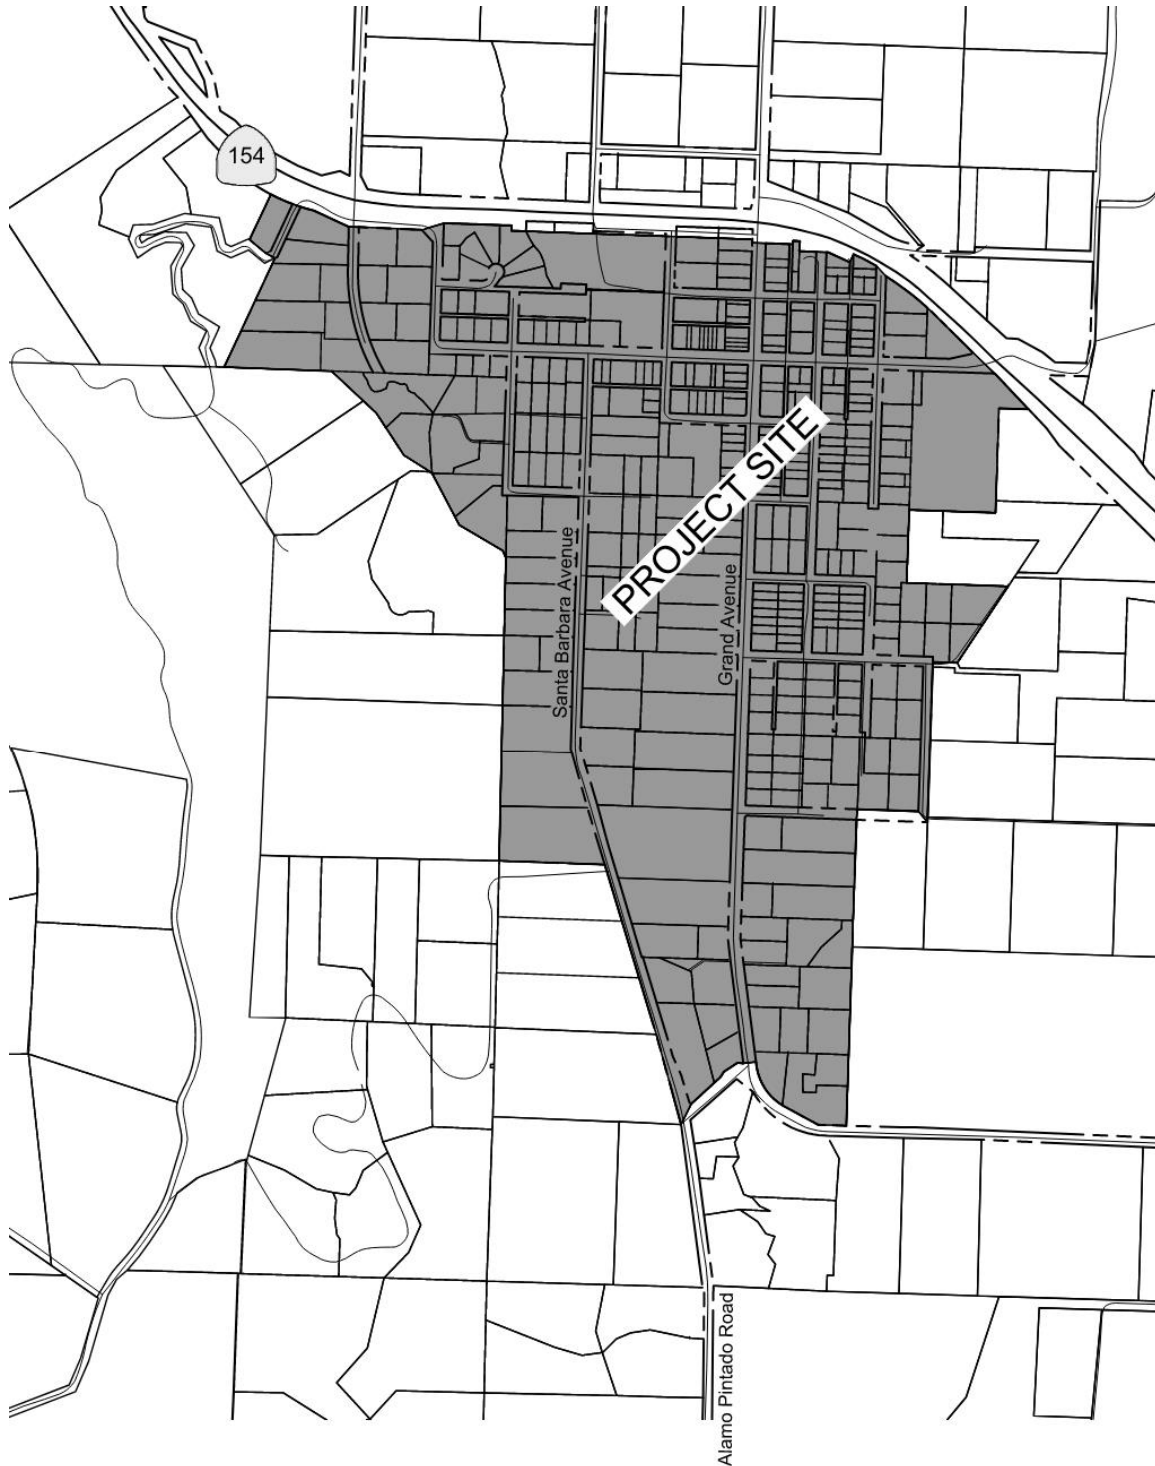 154
PROJECT SITE
Santa Barbara Avenue
Grand Avenue
Alamo Pintado Road